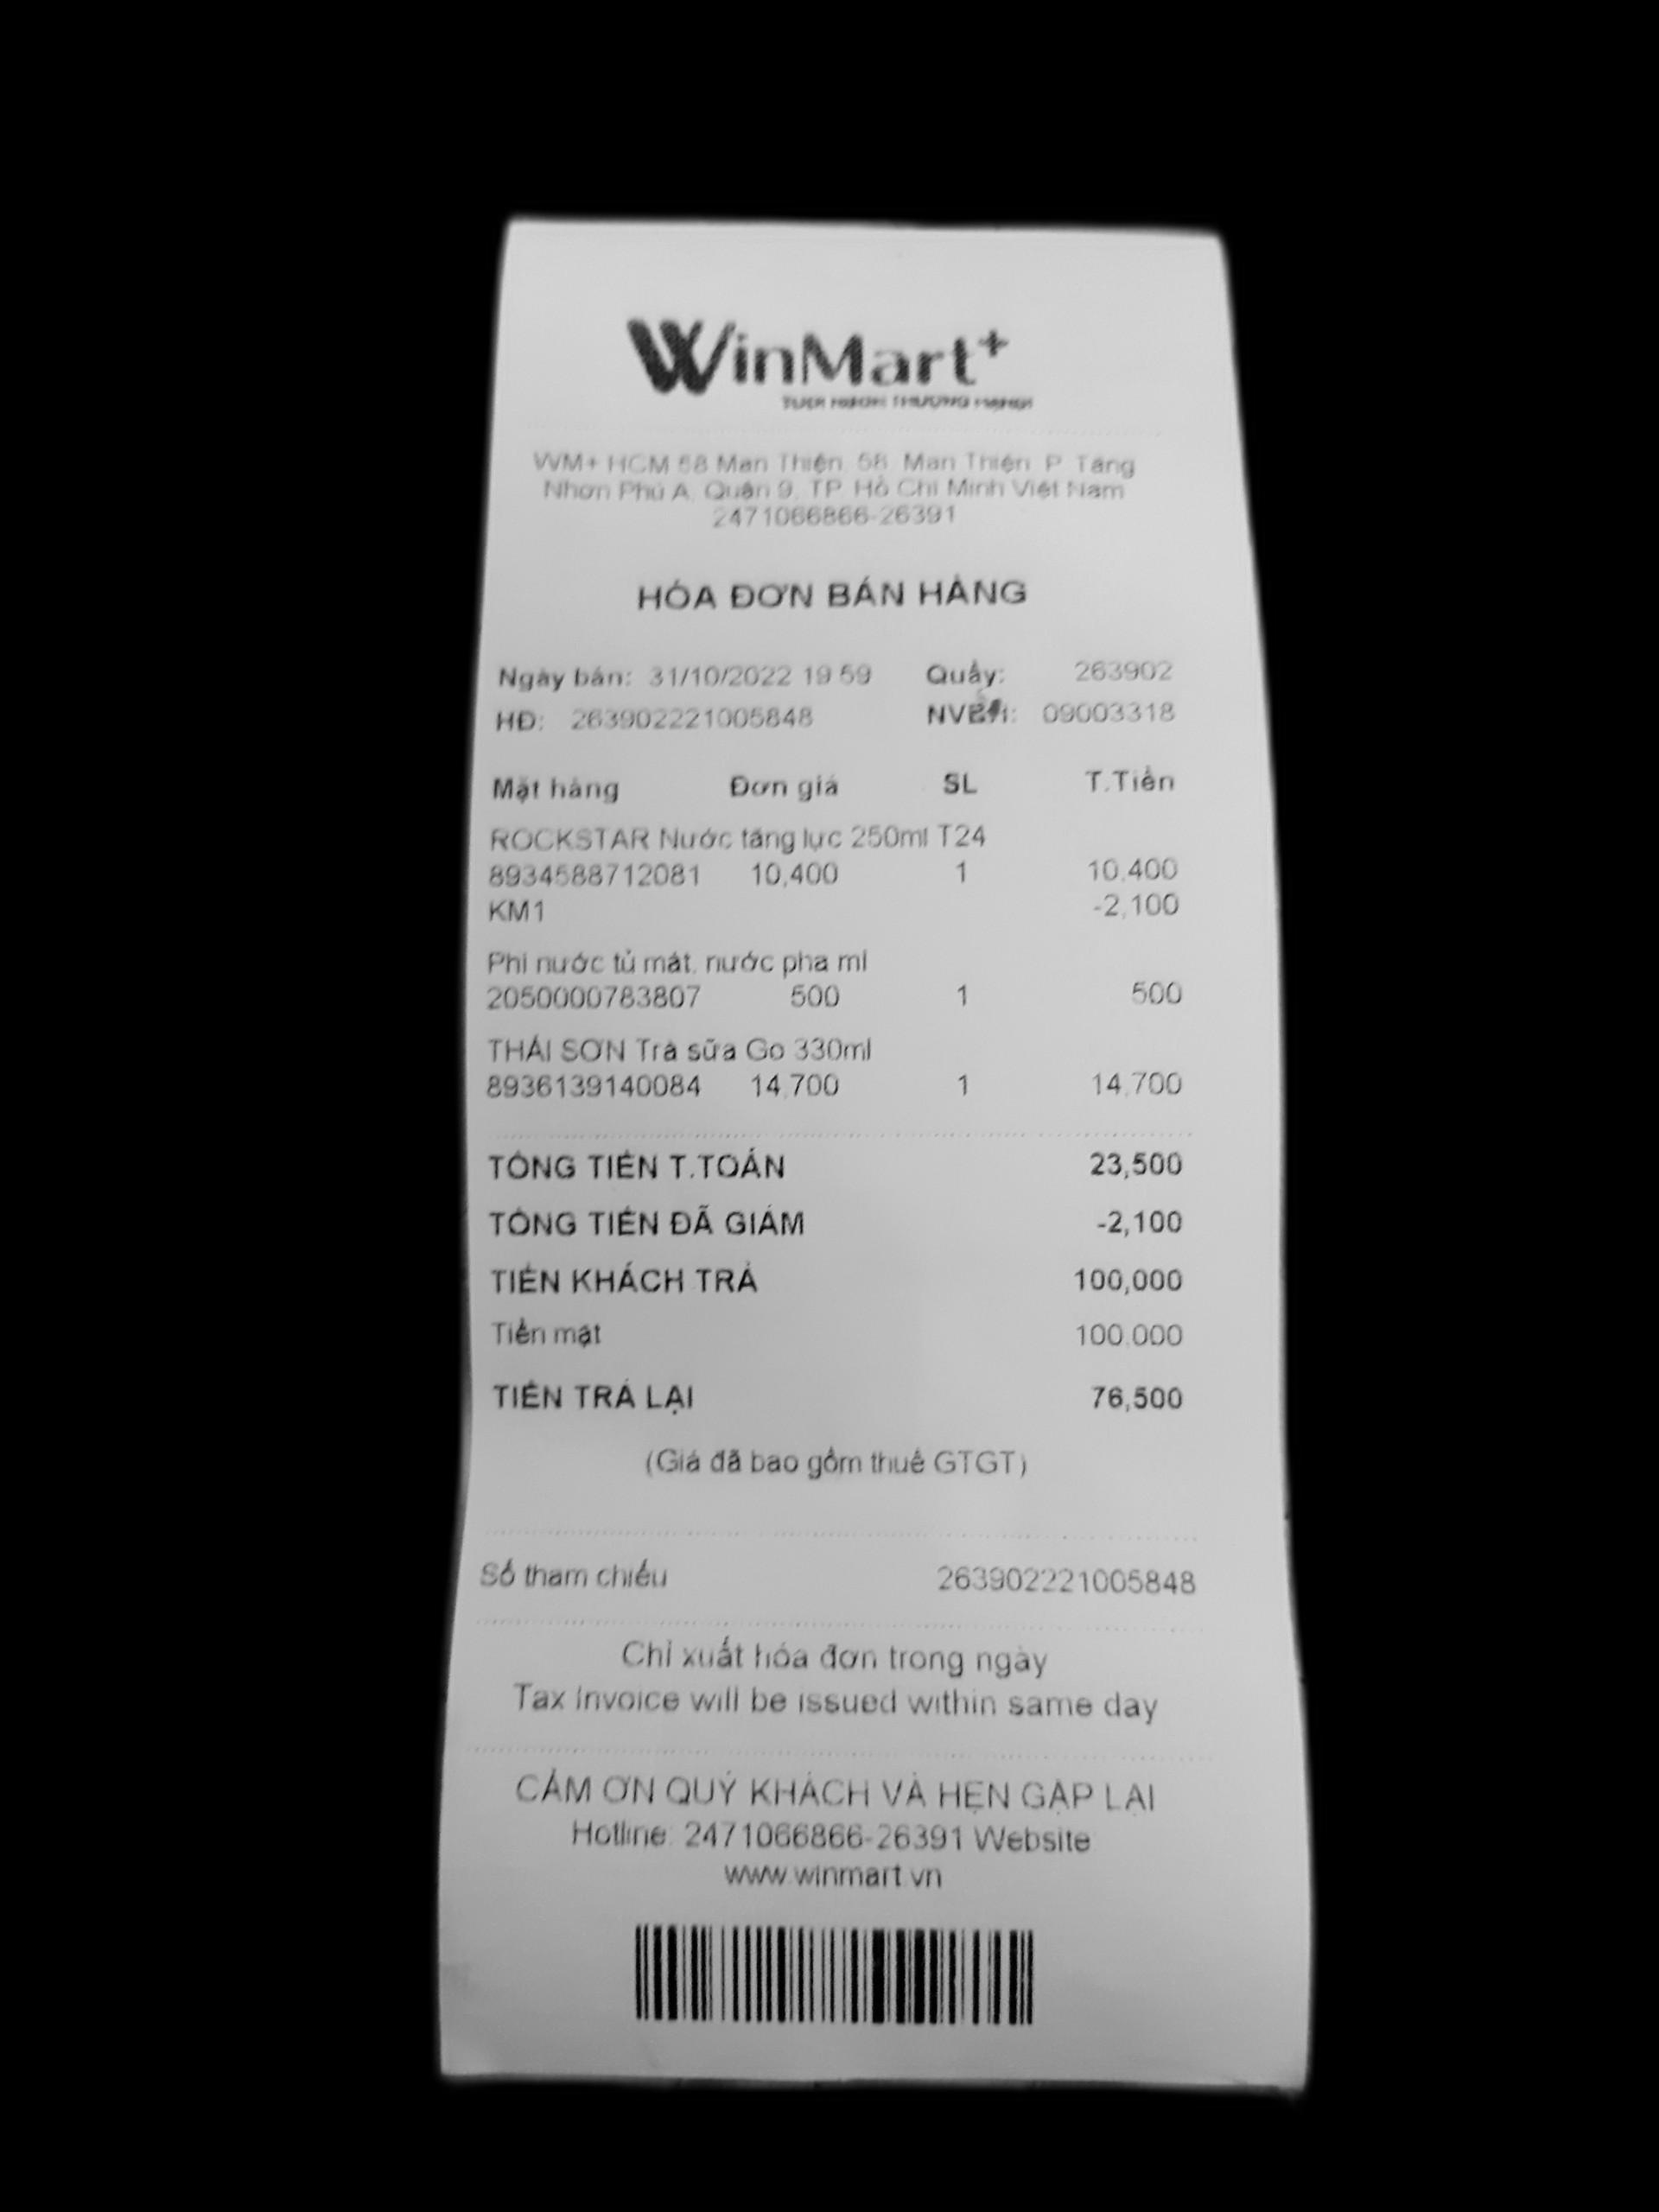 WinMart+
WM+ HCM 58 Man Thiện, 58, Man Thiện, P. Tăng
Nhơn Phú A, Quận 9, TP. Hồ Chí Minh Việt Nam
2471066866-26391
HÓA ĐƠN BÁN HÀNG
Ngày bán: 31/10/2022 19:59 Quầy: 263902
HĐ: 263902221005848 NVBH: 09003318
Mặt hàng Đơn giá SL T.Tiền
ROCKSTAR Nước tăng lực 250ml T24
8934588712081 10,400 1 10,400
KM1 -2,100
Phí nước tủ mát, nước pha mì
2050000783807 500 1 500
THÁI SƠN Trà sữa Go 330ml
8936139140084 14,700 1 14,700
TỔNG TIỀN T.TOÁN 23,500
TỔNG TIỀN ĐÃ GIẢM -2,100
TIỀN KHÁCH TRẢ 100,000
Tiền mặt 100,000
TIỀN TRẢ LẠI 76,500
(Giá đã bao gồm thuế GTGT)
Số tham chiếu 263902221005848
Chỉ xuất hóa đơn trong ngày
Tax Invoice will be issued within same day
CẢM ƠN QUÝ KHÁCH VÀ HẸN GẶP LẠI
Hotline: 2471066866-26391 Website
www.winmart.vn